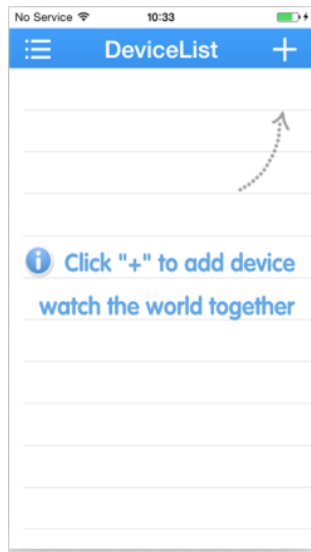 No Service 10:33
DeviceList
Click "+" to add device
watch the world together